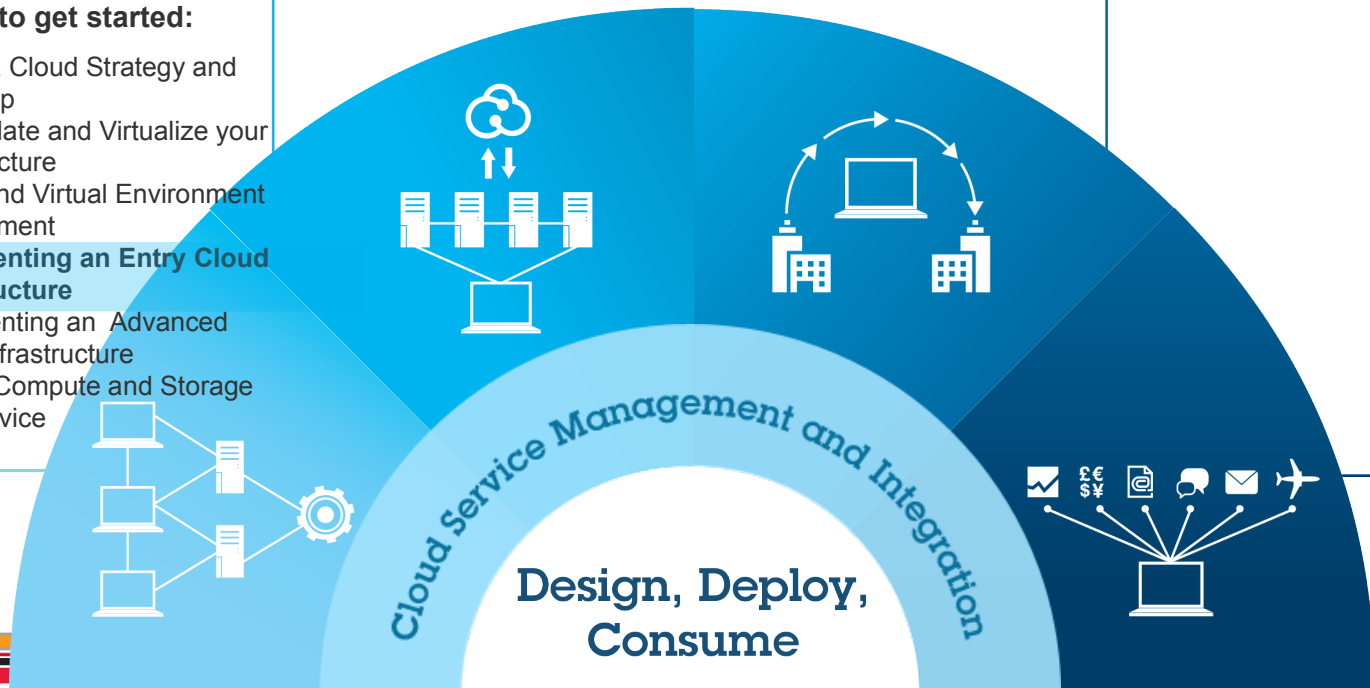 to get started:
Cloud Strategy and
p
late and Virtualize your
cture
nd Virtual Environment
ment
enting an Entry Cloud
ucture
enting an Advanced
frastructure
Compute and Storage
vice
Cloud Service Management and Integration
£€
$¥
@
Design, Deploy,
Consume